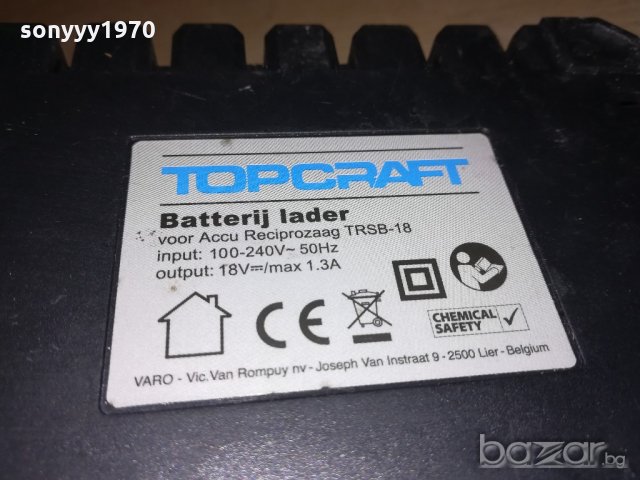 sonyyy1970
TOPCRAFT
Batterij lader
voor Accu Reciprozaag TRSB-18
input: 100-240V~ 50Hz
output: 18V⎓/max 1.3A
CE
CHEMICAL
SAFETY
VARO - Vic.Van Rompuy nv - Joseph Van Instraat 9 - 2500 Lier - Belgium
bazar.bg